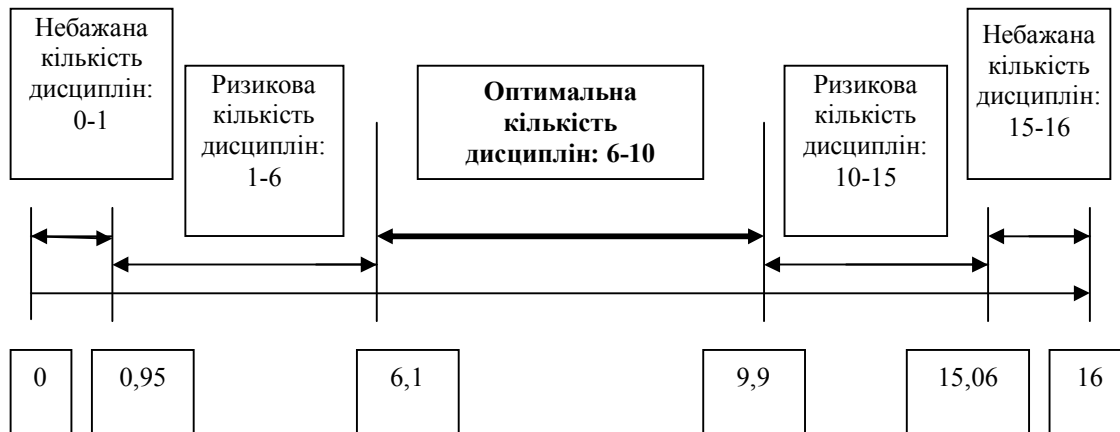 Небажана
кількість
дисциплін:
0-1
Ризикова
кількість
дисциплін:
1-6
Оптимальна
кількість
дисциплін: 6-10
Ризикова
кількість
дисциплін:
10-15
Небажана
кількість
дисциплін:
15-16
0
0,95
6,1
9,9
15,06
16